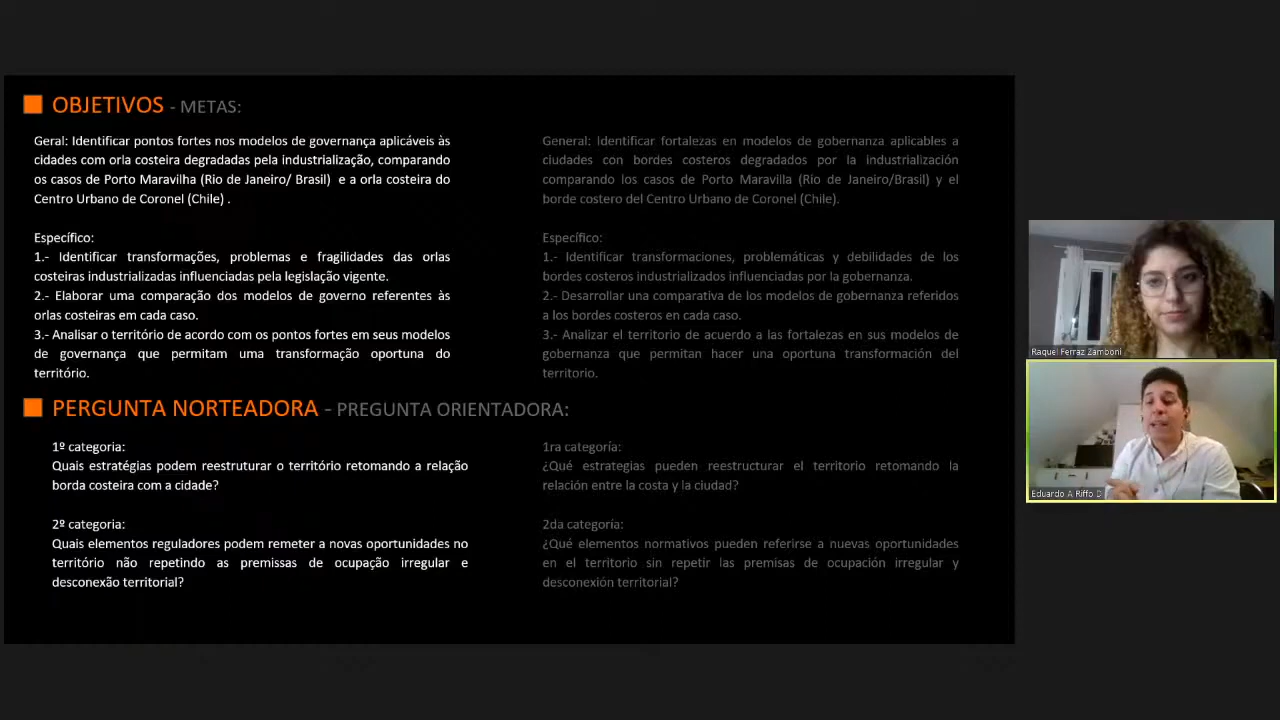 OBJETIVOS - METAS:
Geral: Identificar pontos fortes nos modelos de governança aplicáveis às
cidades com orla costeira degradadas pela industrialização, comparando
os casos de Porto Maravilha (Rio de Janeiro/ Brasil) e a orla costeira do
Centro Urbano de Coronel (Chile) .
Específico:
1.- Identificar transformações, problemas e fragilidades das orlas
costeiras industrializadas influenciadas pela legislação vigente.
2.- Elaborar uma comparação dos modelos de governo referentes às
orlas costeiras em cada caso.
3.- Analisar o território de acordo com os pontos fortes em seus modelos
de governança que permitam uma transformação oportuna do
território.
General: Identificar fortalezas en modelos de gobernanza aplicables a
ciudades con bordes costeros degradados por la industrialización
comparando los casos de Porto Maravilla (Rio de Janeiro/Brasil) y el
borde costero del Centro Urbano de Coronel (Chile).
Específico:
1.- Identificar transformaciones, problemáticas y debilidades de los
bordes costeros industrializados influenciadas por la gobernanza.
2.- Desarrollar una comparativa de los modelos de gobernanza referidos
a los bordes costeros en cada caso.
3.- Analizar el territorio de acuerdo a las fortalezas en sus modelos de
gobernanza que permitan hacer una oportuna transformación del
territorio.
PERGUNTA NORTEADORA - PREGUNTA ORIENTADORA:
1º categoria:
Quais estratégias podem reestruturar o território retomando a relação
borda costeira com a cidade?
2º categoria:
Quais elementos reguladores podem remeter a novas oportunidades no
território não repetindo as premissas de ocupação irregular e
desconexão territorial?
1ra categoría:
¿Qué estrategias pueden reestructurar el territorio retomando la
relación entre la costa y la ciudad?
2da categoría:
¿Qué elementos normativos pueden referirse a nuevas oportunidades
en el territorio sin repetir las premisas de ocupación irregular y
desconexión territorial?
Raquel Ferraz Zamboni
Eduardo A Riffo D